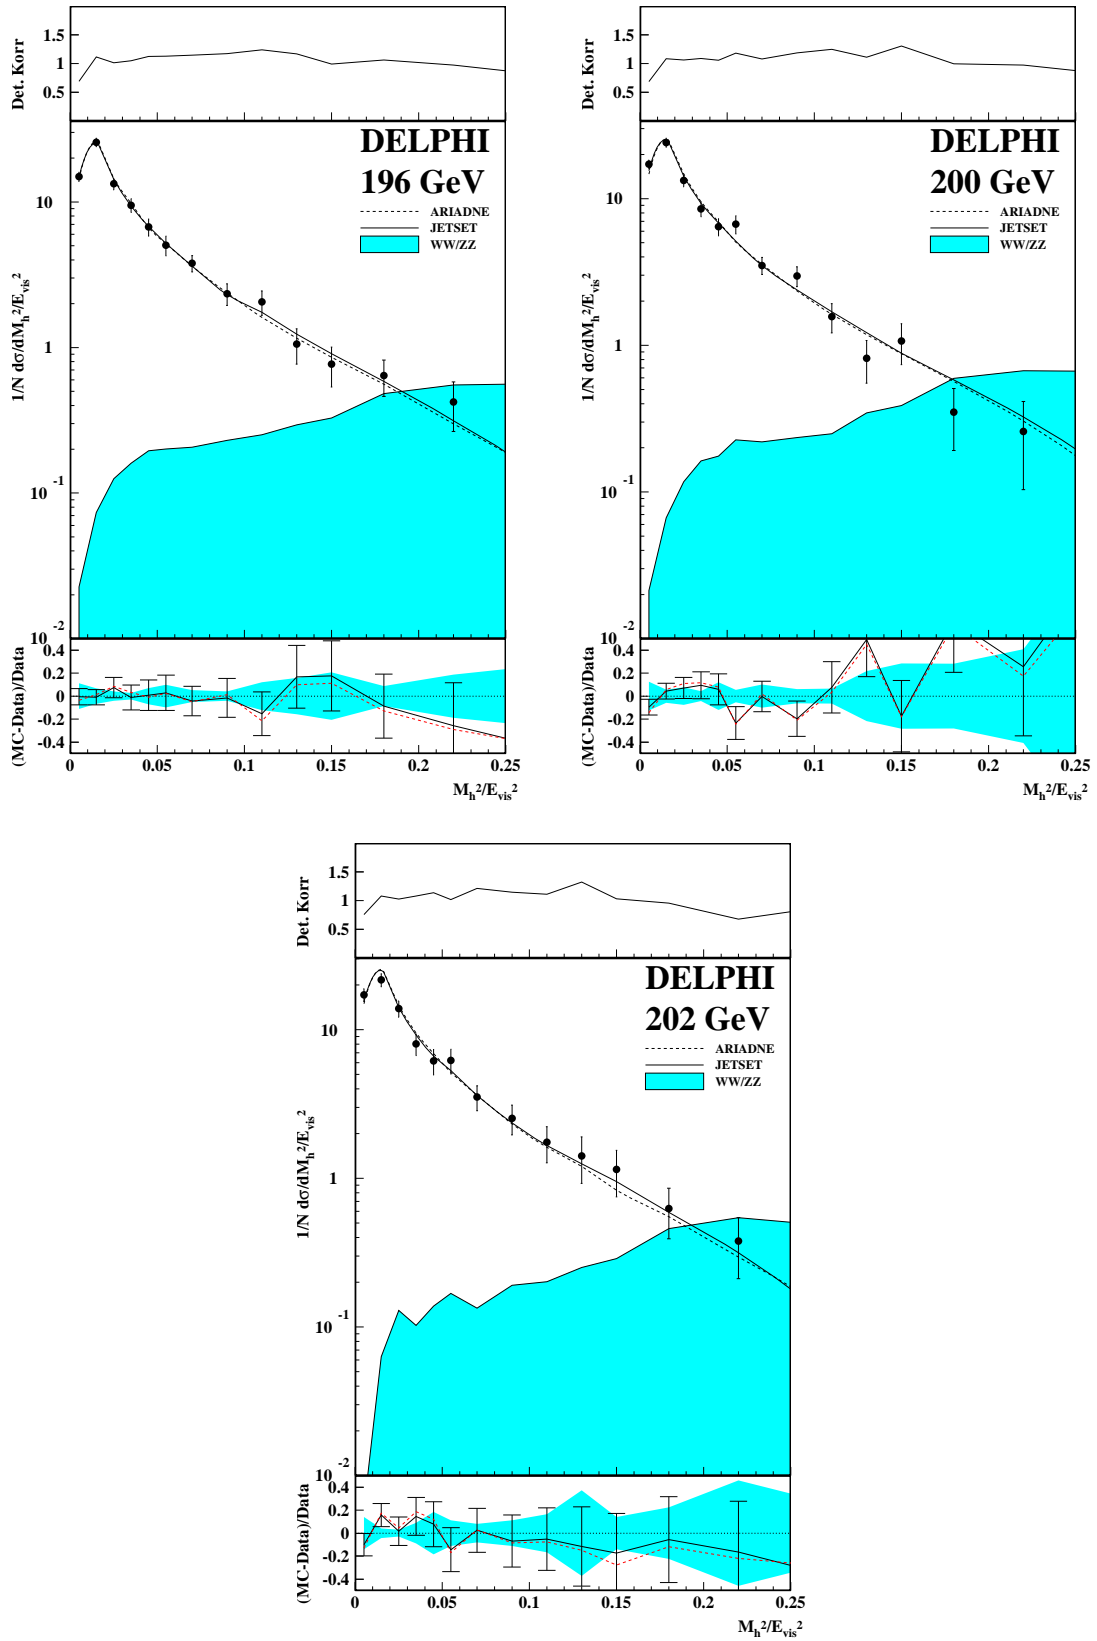 Det. Korr
1.5
1
0.5
DELPHI
196 GeV
ARIADNE
JETSET
WW/ZZ
1/N dσ/dM_h^2/E_vis^2
10
1
10^-1
10^-2
(MC-Data)/Data
0.4
0.2
0
-0.2
-0.4
0 0.05 0.1 0.15 0.2 0.25
M_h^2/E_vis^2
Det. Korr
1.5
1
0.5
DELPHI
200 GeV
ARIADNE
JETSET
WW/ZZ
1/N dσ/dM_h^2/E_vis^2
10
1
10^-1
10^-2
(MC-Data)/Data
0.4
0.2
0
-0.2
-0.4
0 0.05 0.1 0.15 0.2 0.25
M_h^2/E_vis^2
Det. Korr
1.5
1
0.5
DELPHI
202 GeV
ARIADNE
JETSET
WW/ZZ
1/N dσ/dM_h^2/E_vis^2
10
1
10^-1
10^-2
(MC-Data)/Data
0.4
0.2
0
-0.2
-0.4
0 0.05 0.1 0.15 0.2 0.25
M_h^2/E_vis^2